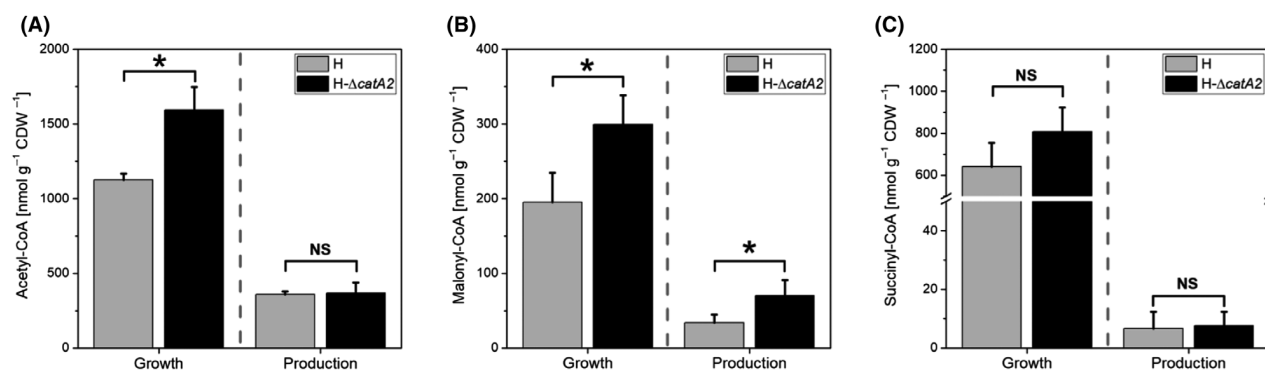 (A)
2000
1500
1000
500
0
Acetyl-CoA [nmol g⁻¹ CDW ⁻¹]
H
H-ΔcatA2
*
NS
Growth
Production
(B)
400
300
200
100
0
Malonyl-CoA [nmol g⁻¹ CDW ⁻¹]
H
H-ΔcatA2
*
*
Growth
Production
(C)
1200
1000
800
600
40
20
0
Succinyl-CoA [nmol g⁻¹ CDW ⁻¹]
H
H-ΔcatA2
NS
NS
Growth
Production